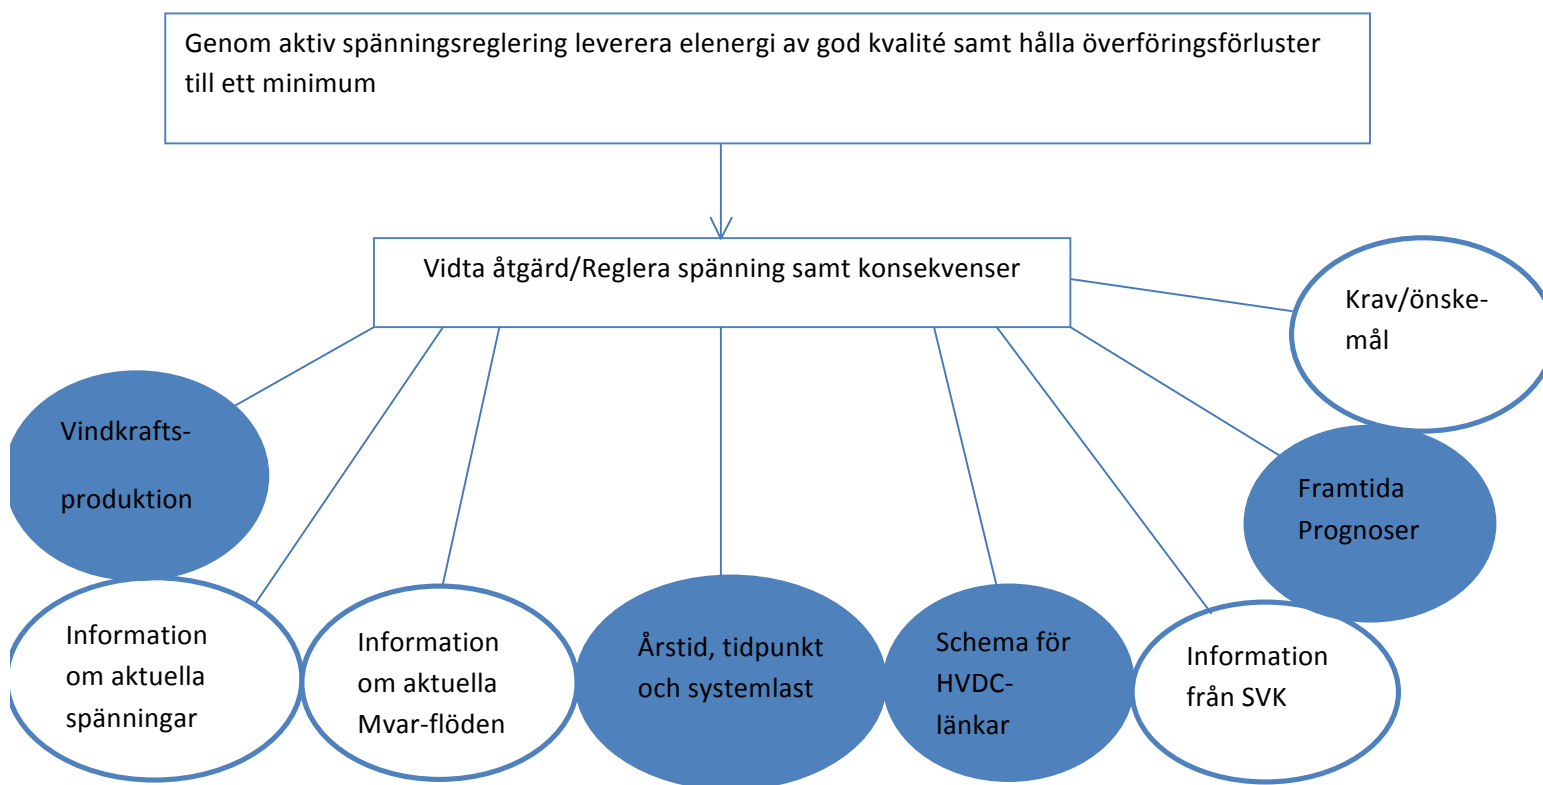 Genom aktiv spänningsreglering leverera elenergi av god kvalité samt hålla överföringsförluster
till ett minimum
Vidta åtgärd/Reglera spänning samt konsekvenser
Krav/önske-
mål
Vindkrafts-
produktion
Framtida
Prognoser
Information
om aktuella
spänningar
Information
om aktuella
Mvar-flöden
Årstid, tidpunkt
och systemlast
Schema för
HVDC-
länkar
Information
från SVK